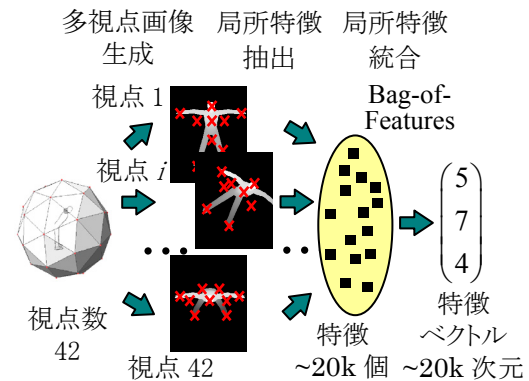 多視点画像
生成
局所特徴
抽出
局所特徴
統合
視点 1
Bag-of-
Features
視点 i
5
7
4
視点数
42
視点 42
特徴
~20k 個
特徴
ベクトル
~20k 次元